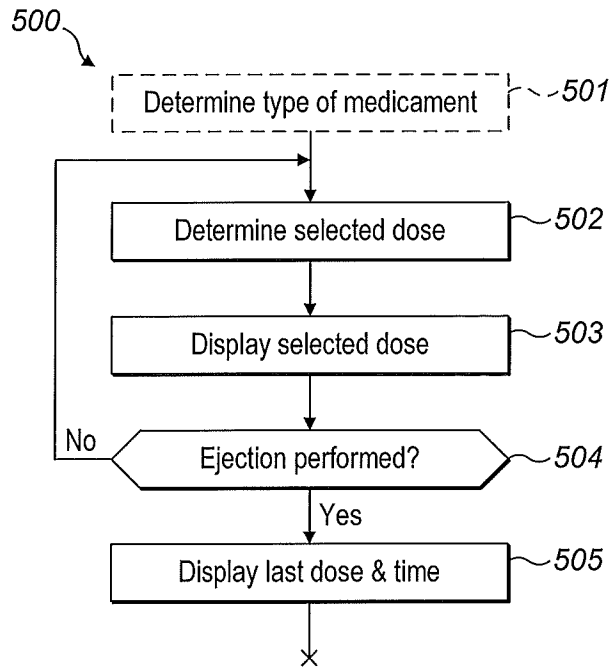 500
Determine type of medicament
501
Determine selected dose
502
Display selected dose
503
No
Ejection performed?
504
Yes
Display last dose & time
505